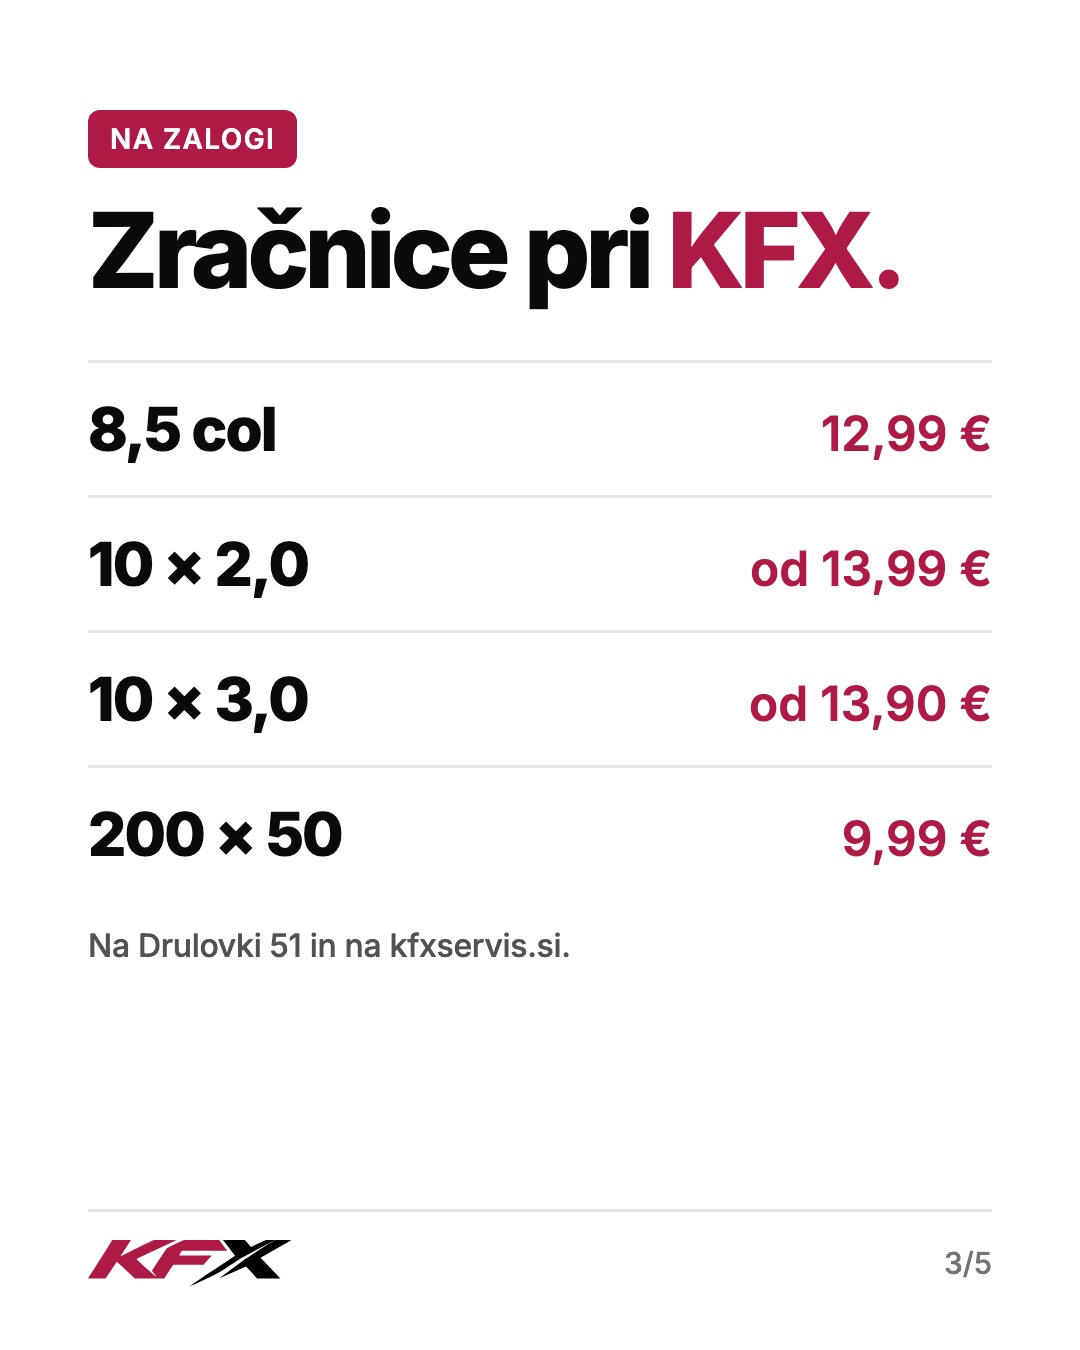 NA ZALOGI
Zračnice pri KFX.
8,5 col 12,99 €
10 × 2,0 od 13,99 €
10 × 3,0 od 13,90 €
200 × 50 9,99 €
Na Drulovki 51 in na kfxservis.si.
KFX 3/5